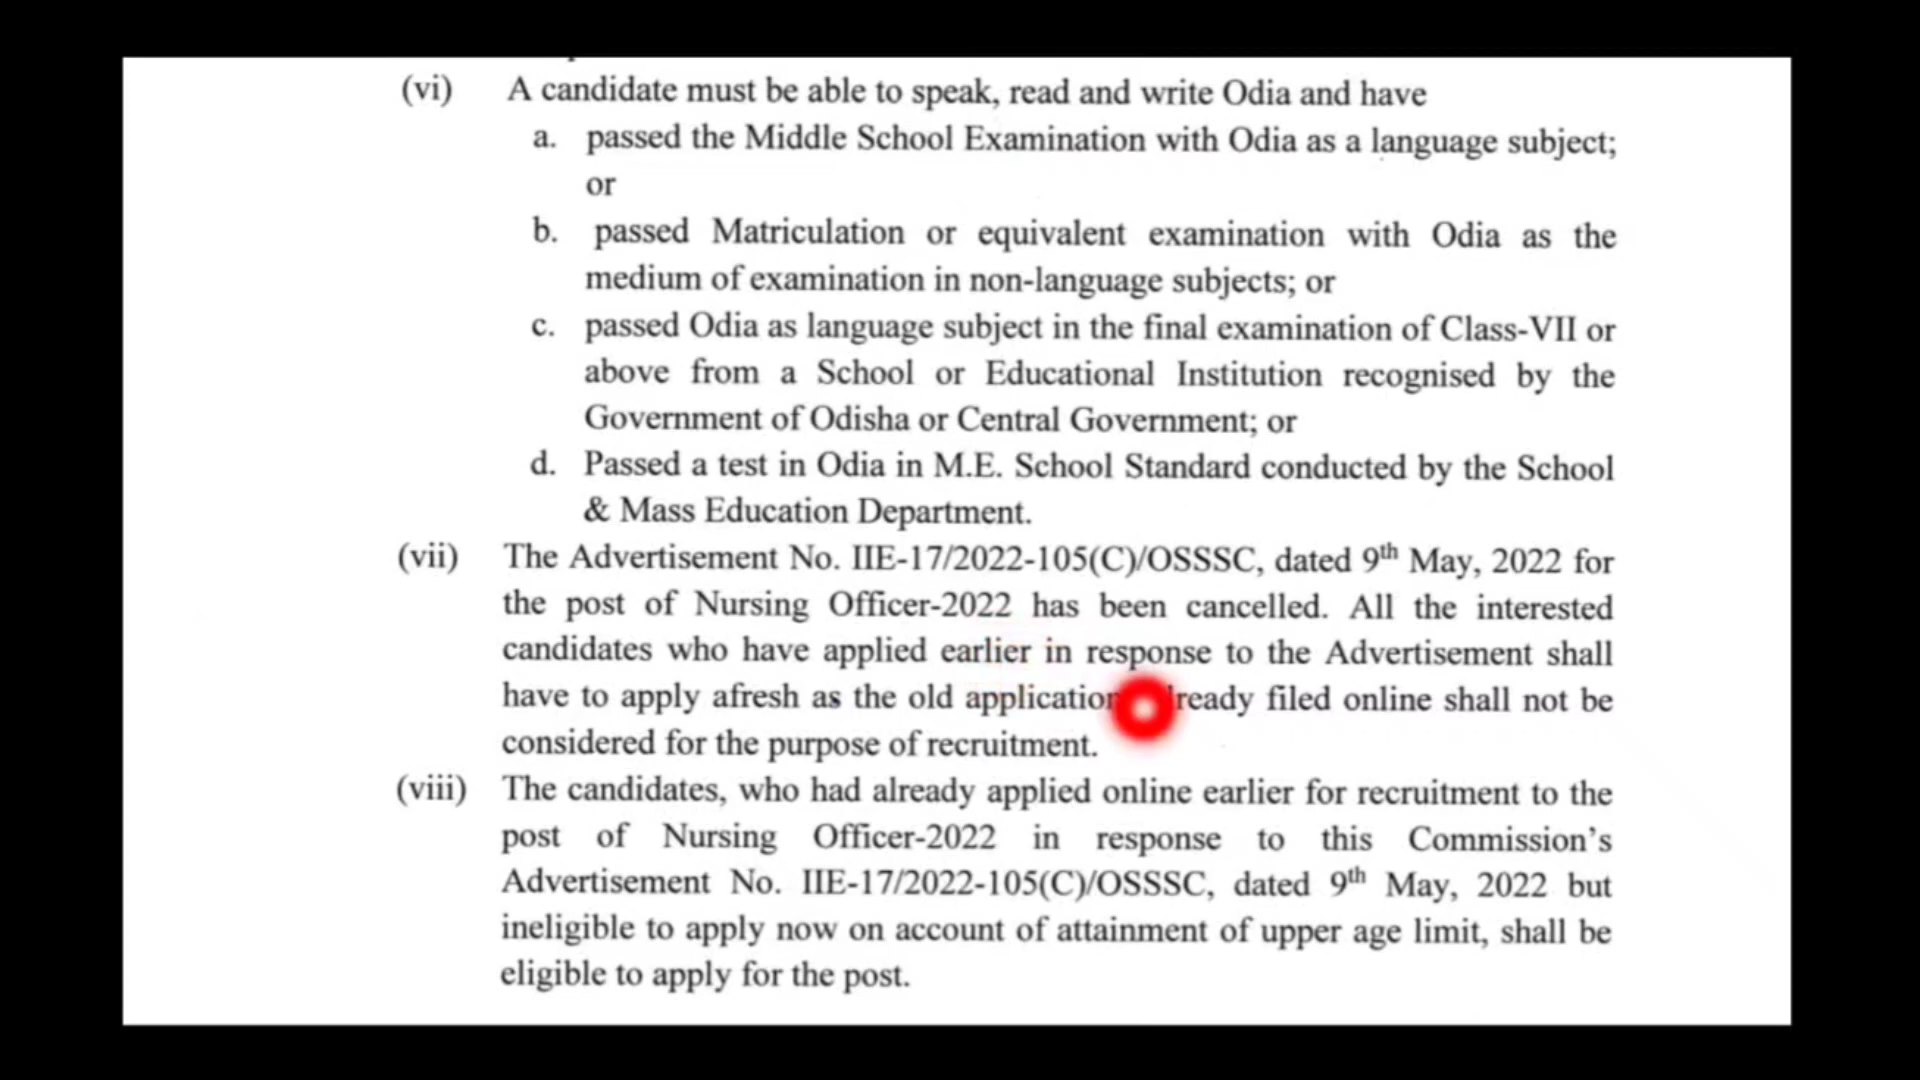 (vi) A candidate must be able to speak, read and write Odia and have
a. passed the Middle School Examination with Odia as a language subject;
or
b. passed Matriculation or equivalent examination with Odia as the
medium of examination in non-language subjects; or
c. passed Odia as language subject in the final examination of Class-VII or
above from a School or Educational Institution recognised by the
Government of Odisha or Central Government; or
d. Passed a test in Odia in M.E. School Standard conducted by the School
& Mass Education Department.
(vii) The Advertisement No. IIE-17/2022-105(C)/OSSSC, dated 9th May, 2022 for
the post of Nursing Officer-2022 has been cancelled. All the interested
candidates who have applied earlier in response to the Advertisement shall
have to apply afresh as the old application already filed online shall not be
considered for the purpose of recruitment.
(viii) The candidates, who had already applied online earlier for recruitment to the
post of Nursing Officer-2022 in response to this Commission's
Advertisement No. IIE-17/2022-105(C)/OSSSC, dated 9th May, 2022 but
ineligible to apply now on account of attainment of upper age limit, shall be
eligible to apply for the post.